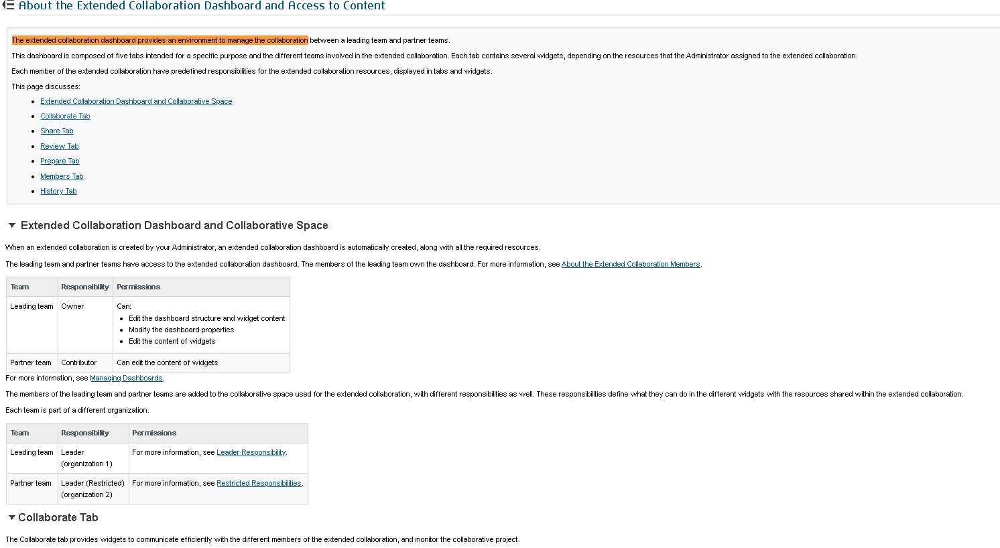 About the Extended Collaboration Dashboard and Access to Content
The extended collaboration dashboard provides an environment to manage the collaboration between a leading team and partner teams.
This dashboard is composed of five tabs intended for a specific purpose and the different teams involved in the extended collaboration. Each tab contains several widgets, depending on the resources that the Administrator assigned to the extended collaboration.
Each member of the extended collaboration have predefined responsibilities for the extended collaboration resources, displayed in tabs and widgets.
This page discusses:
Extended Collaboration Dashboard and Collaborative Space
Collaborate Tab
Share Tab
Review Tab
Prepare Tab
Members Tab
History Tab
Extended Collaboration Dashboard and Collaborative Space
When an extended collaboration is created by your Administrator, an extended collaboration dashboard is automatically created, along with all the required resources.
The leading team and partner teams have access to the extended collaboration dashboard. The members of the leading team own the dashboard. For more information, see About the Extended Collaboration Members.
Team Responsibility Permissions
Leading team Owner Can:
Edit the dashboard structure and widget content
Modify the dashboard properties
Edit the content of widgets
Partner team Contributor Can edit the content of widgets
For more information, see Managing Dashboards.
The members of the leading team and partner teams are added to the collaborative space used for the extended collaboration, with different responsibilities as well. These responsibilities define what they can do in the different widgets with the resources shared within the extended collaboration.
Each team is part of a different organization.
Team Responsibility Permissions
Leading team Leader For more information, see Leader Responsibility.
(organization 1)
Partner team Leader (Restricted) For more information, see Restricted Responsibilities.
(organization 2)
Collaborate Tab
The Collaborate tab provides widgets to communicate efficiently with the different members of the extended collaboration, and monitor the collaborative project.